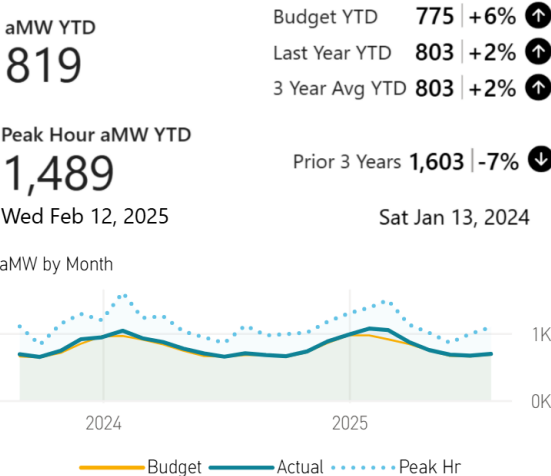 aMW YTD
819
Budget YTD 775 +6%
Last Year YTD 803 +2%
3 Year Avg YTD 803 +2%
Peak Hour aMW YTD
1,489
Prior 3 Years 1,603 -7%
Wed Feb 12, 2025
Sat Jan 13, 2024
aMW by Month
1K
0K
2024 2025
Budget Actual Peak Hr